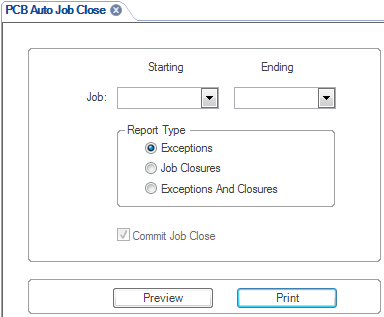 PCB Auto Job Close
Starting Ending
Job:
Report Type
Exceptions
Job Closures
Exceptions And Closures
Commit Job Close
Preview Print